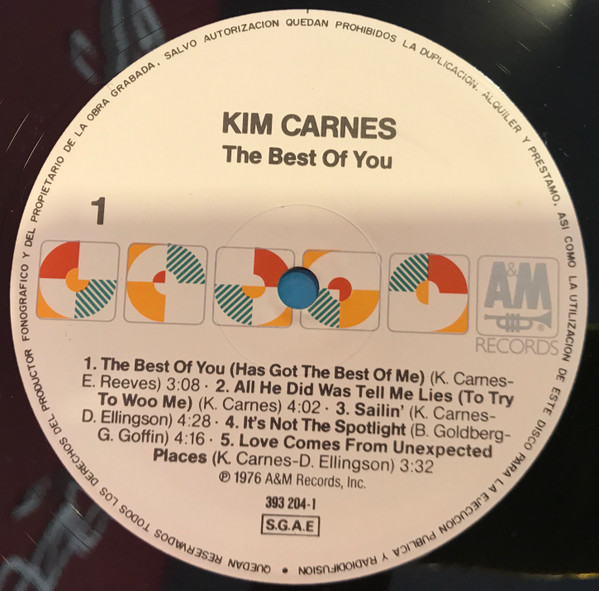 QUEDAN RESERVADOS TODOS LOS DERECHOS DEL PRODUCTOR FONOGRAFICO Y DEL PROPIETARIO DE LA OBRA GRABADA, SALVO AUTORIZACION QUEDAN PROHIBIDOS LA DUPLICACION, ALQUILER Y PRESTAMO, ASI COMO LA UTILIZACION DE ESTE DISCO PARA LA EJECUCION PUBLICA Y RADIODIFUSION •
KIM CARNES
The Best Of You
1
A&M
®
RECORDS
1. The Best Of You (Has Got The Best Of Me) (K. Carnes-
E. Reeves) 3:08 · 2. All He Did Was Tell Me Lies (To Try
To Woo Me) (K. Carnes) 4:02 · 3. Sailin' (K. Carnes-
D. Ellingson) 4:28 · 4. It's Not The Spotlight (B. Goldberg-
G. Goffin) 4:16 · 5. Love Comes From Unexpected
Places (K. Carnes-D. Ellingson) 3:32
℗ 1976 A&M Records, Inc.
393 204-1
S.G.A.E